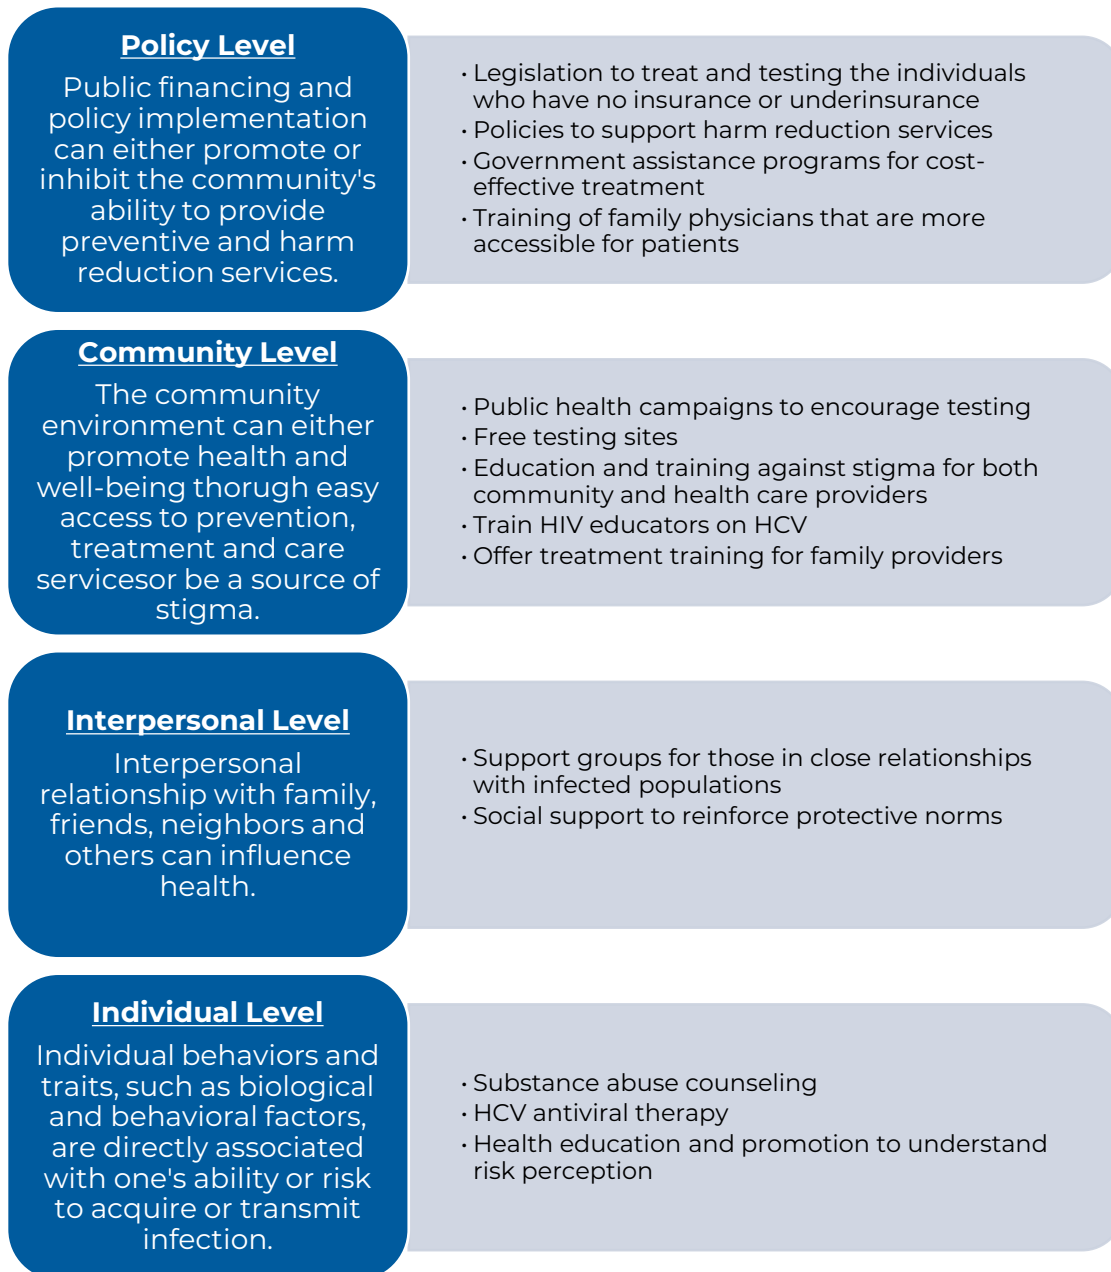 Policy Level
Public financing and
policy implementation
can either promote or
inhibit the community's
ability to provide
preventive and harm
reduction services.
· Legislation to treat and testing the individuals
who have no insurance or underinsurance
· Policies to support harm reduction services
· Government assistance programs for cost-
effective treatment
· Training of family physicians that are more
accessible for patients
Community Level
The community
environment can either
promote health and
well-being thorugh easy
access to prevention,
treatment and care
servicesor be a source of
stigma.
· Public health campaigns to encourage testing
· Free testing sites
· Education and training against stigma for both
community and health care providers
· Train HIV educators on HCV
· Offer treatment training for family providers
Interpersonal Level
Interpersonal
relationship with family,
friends, neighbors and
others can influence
health.
· Support groups for those in close relationships
with infected populations
· Social support to reinforce protective norms
Individual Level
Individual behaviors and
traits, such as biological
and behavioral factors,
are directly associated
with one's ability or risk
to acquire or transmit
infection.
· Substance abuse counseling
· HCV antiviral therapy
· Health education and promotion to understand
risk perception